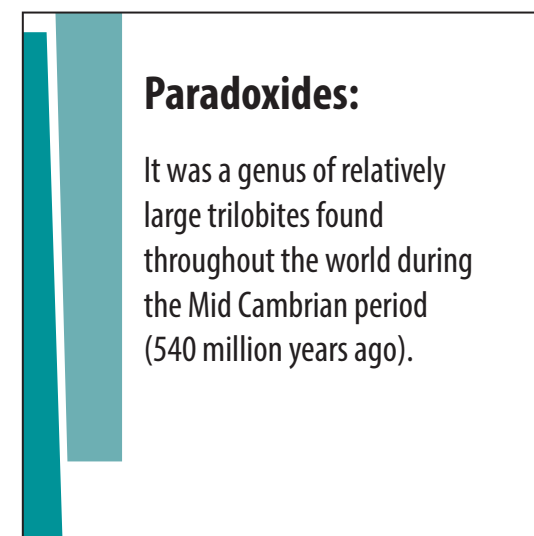 Paradoxides:
It was a genus of relatively
large trilobites found
throughout the world during
the Mid Cambrian period
(540 million years ago).